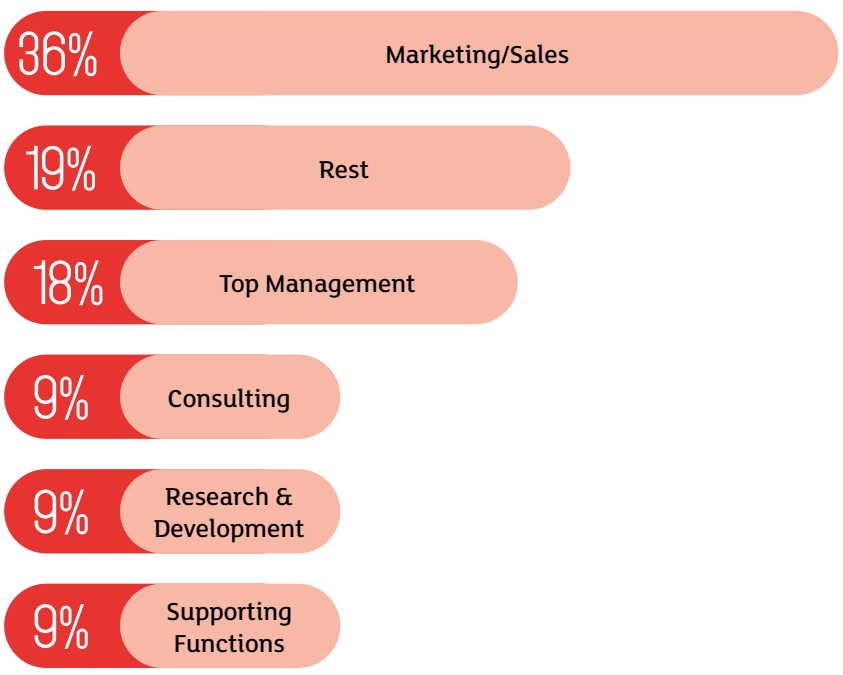 36% Marketing/Sales
19% Rest
18% Top Management
9% Consulting
9% Research &
Development
9% Supporting
Functions